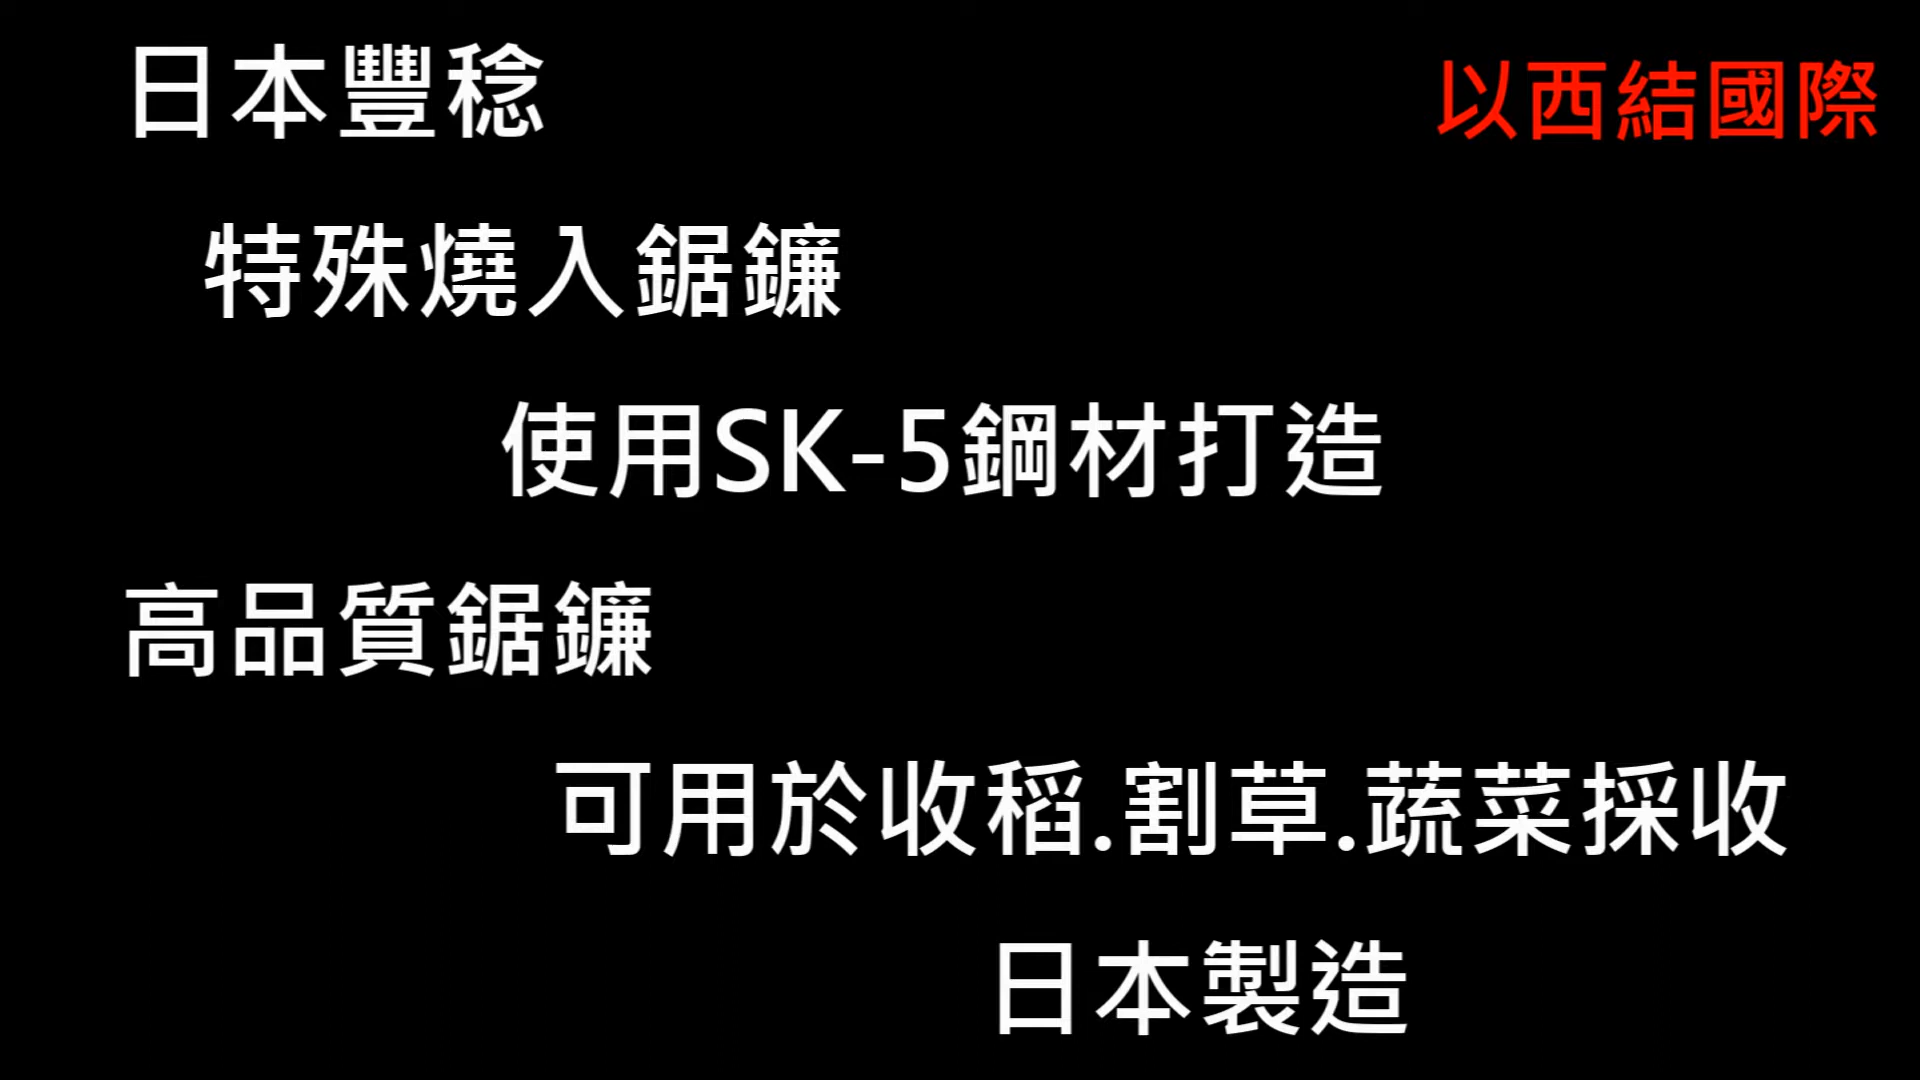 日本豐稔
以西結國際
特殊燒入鋸鐮
使用SK-5鋼材打造
高品質鋸鐮
可用於收稻.割草.蔬菜採收
日本製造